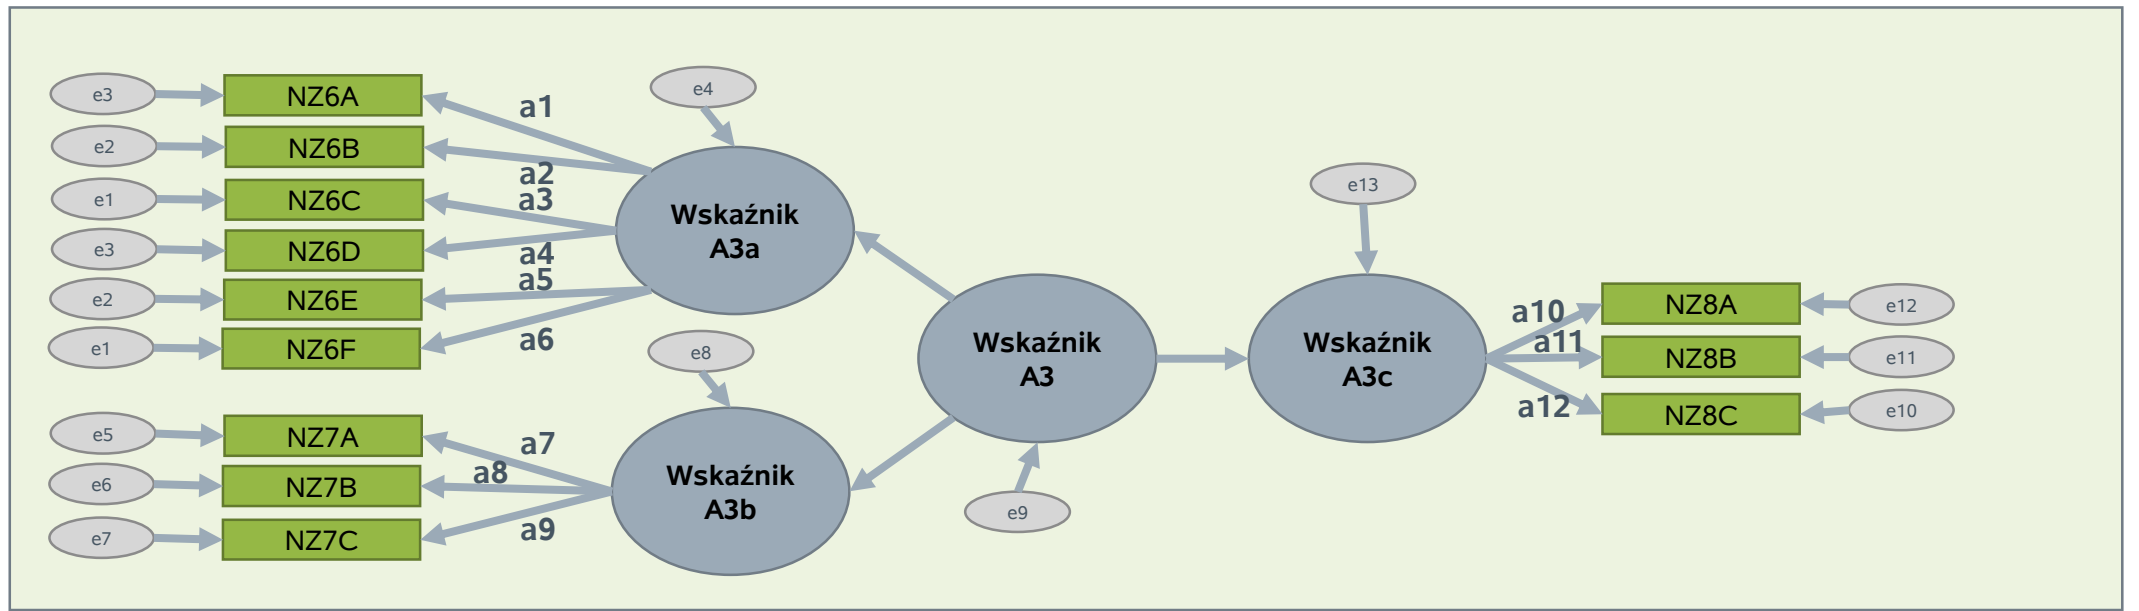 e3
NZ6A
a1
e4
e2
NZ6B
a2
e1
NZ6C
a3
e3
NZ6D
a4
e2
NZ6E
a5
e1
NZ6F
a6
Wskaźnik
A3a
e13
e8
Wskaźnik
A3
Wskaźnik
A3c
a10
NZ8A
e12
a11
NZ8B
e11
a12
NZ8C
e10
e5
NZ7A
a7
e6
NZ7B
a8
e7
NZ7C
a9
Wskaźnik
A3b
e9